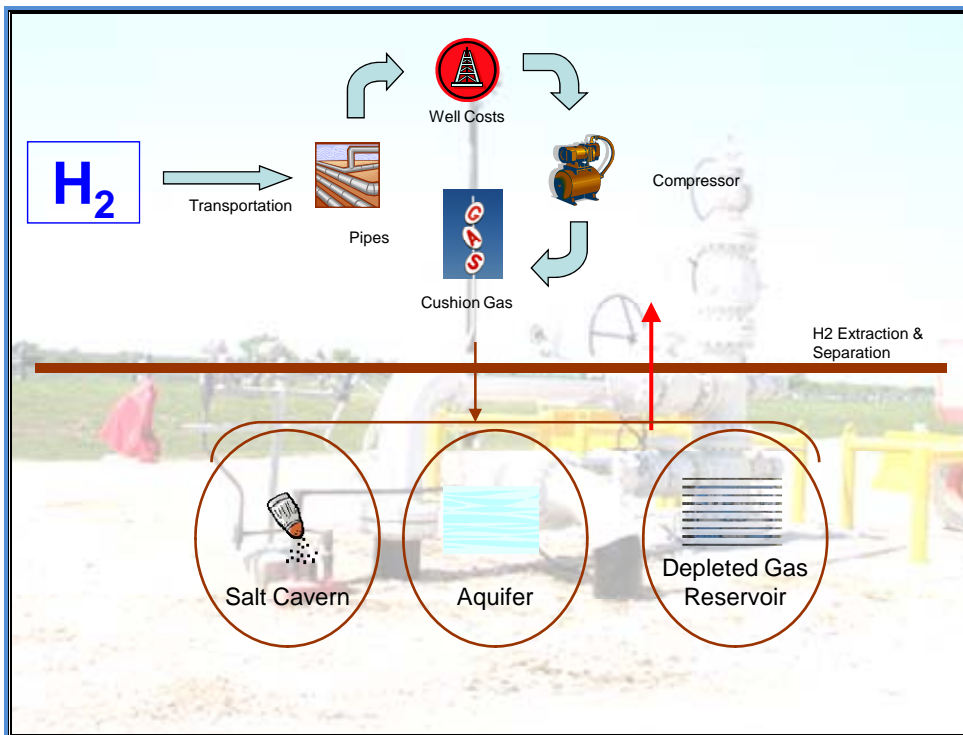 Well Costs
H2
Transportation
Pipes
Compressor
GAS
Cushion Gas
H2 Extraction &
Separation
Salt Cavern
Aquifer
Depleted Gas
Reservoir